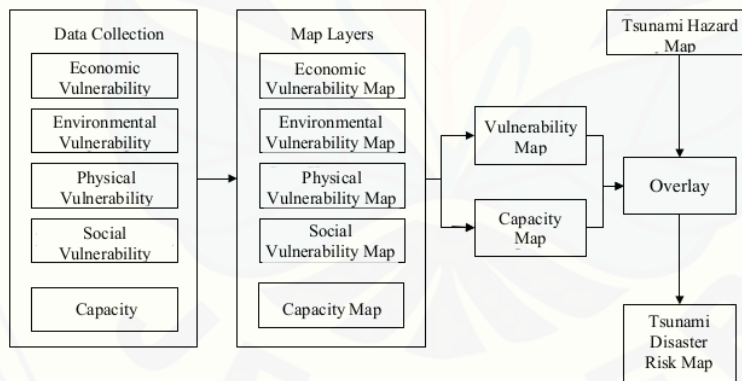 Data Collection
Economic
Vulnerability
Environmental
Vulnerability
Physical
Vulnerability
Social
Vulnerability
Capacity
Map Layers
Economic
Vulnerability Map
Environmental
Vulnerability Map
Physical
Vulnerability Map
Social
Vulnerability Map
Capacity Map
Vulnerability
Map
Capacity
Map
Tsunami Hazard
Map
Overlay
Tsunami
Disaster
Risk Map